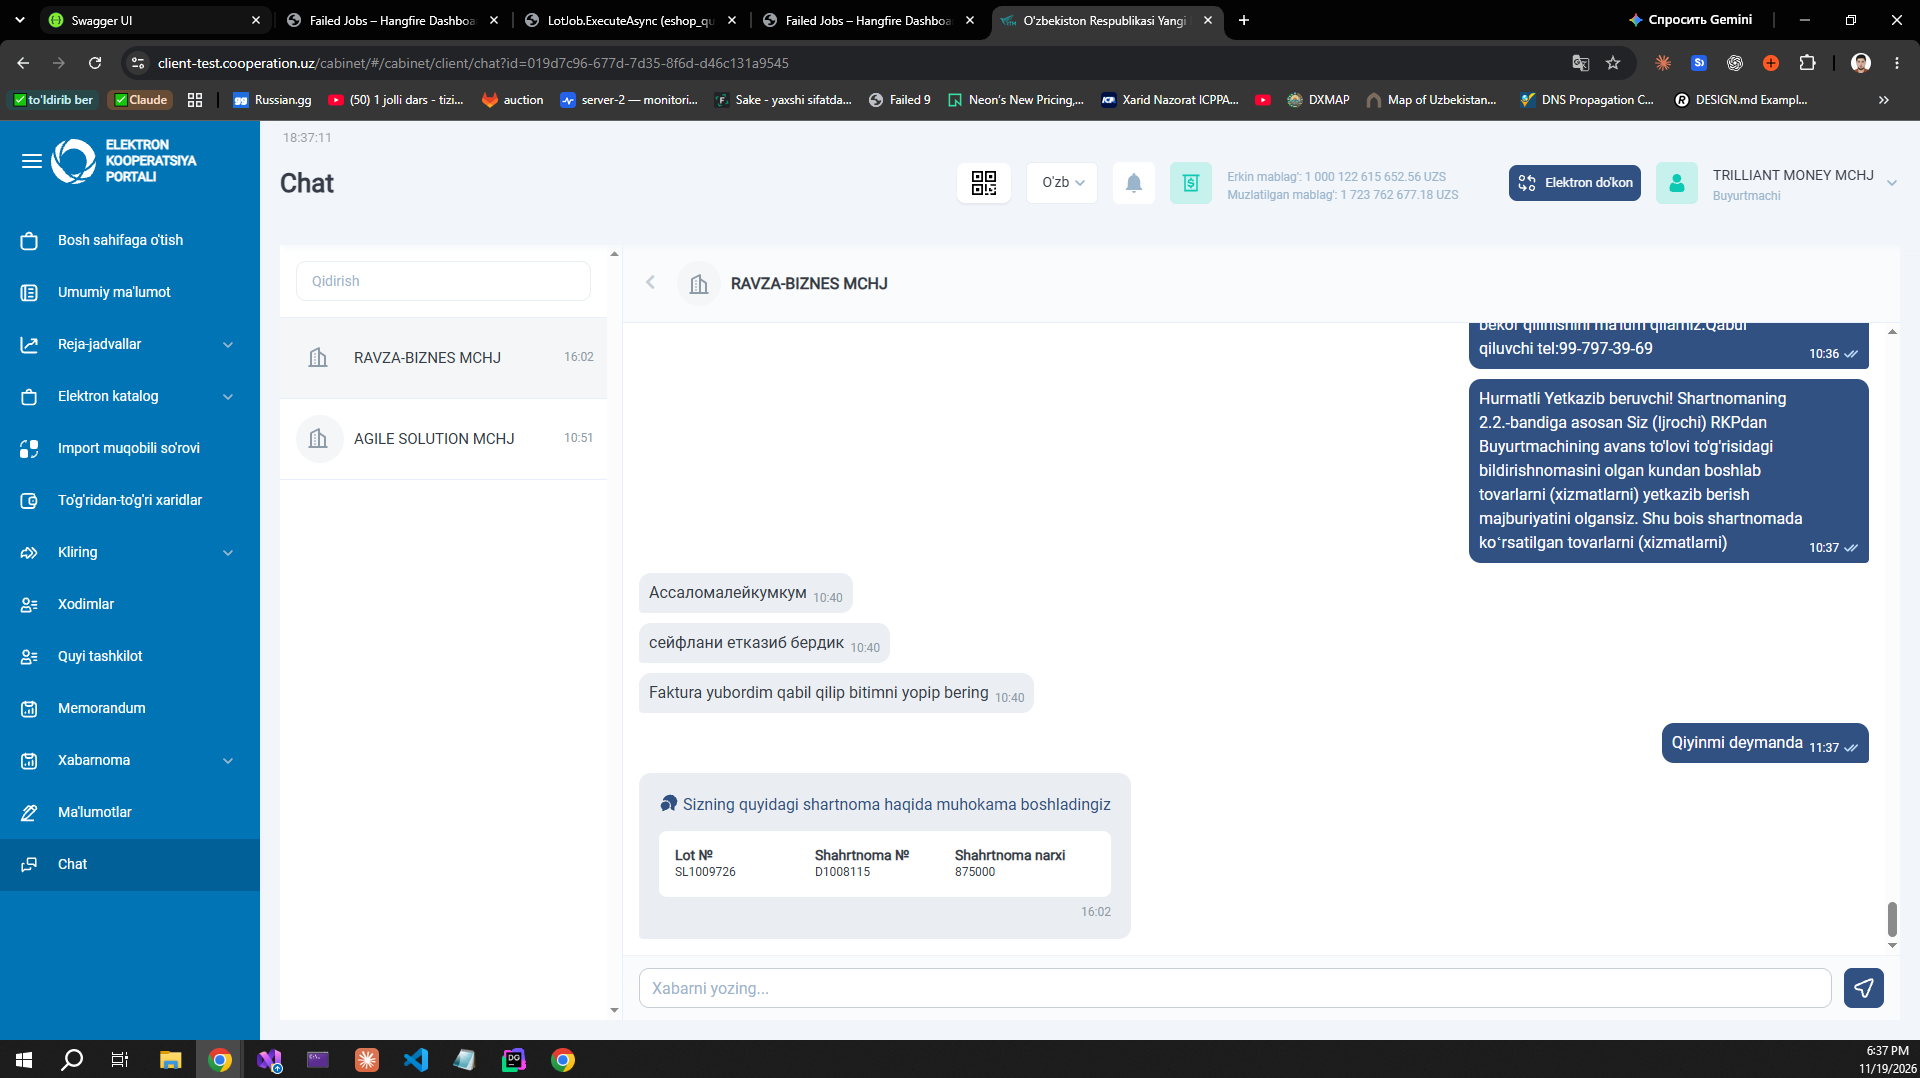 Swagger UI
Failed Jobs – Hangfire Dashboa
LotJob.ExecuteAsync (eshop_qu
Failed Jobs – Hangfire Dashboa
O'zbekiston Respublikasi Yangi
Спросить Gemini
client-test.cooperation.uz/cabinet/#/cabinet/client/chat?id=019d7c96-677d-7d35-8f6d-d46c131a9545
to'ldirib ber
Claude
Russian.gg
(50) 1 jolli dars - tizi...
auction
server-2 — monitori...
Sake - yaxshi sifatda...
Failed 9
Neon's New Pricing,...
Xarid Nazorat ICPPA...
DXMAP
Map of Uzbekistan...
DNS Propagation C...
DESIGN.md Exampl...
ELEKTRON
KOOPERATSIYA
PORTALI
Bosh sahifaga o'tish
Umumiy ma'lumot
Reja-jadvallar
Elektron katalog
Import muqobili so'rovi
To'g'ridan-to'g'ri xaridlar
Kliring
Xodimlar
Quyi tashkilot
Memorandum
Xabarnoma
Ma'lumotlar
Chat
18:37:11
Chat
O'zb
Erkin mablag': 1 000 122 615 652.56 UZS
Muzlatilgan mablag': 1 723 762 677.18 UZS
Elektron do'kon
TRILLIANT MONEY MCHJ
Buyurtmachi
Qidirish
RAVZA-BIZNES MCHJ 16:02
AGILE SOLUTION MCHJ 10:51
RAVZA-BIZNES MCHJ
bekor qilinishini ma'lum qilamiz.Qabul
qiluvchi tel:99-797-39-69 10:36
Hurmatli Yetkazib beruvchi! Shartnomaning
2.2.-bandiga asosan Siz (Ijrochi) RKPdan
Buyurtmachining avans to'lovi to'g'risidagi
bildirishnomasini olgan kundan boshlab
tovarlarni (xizmatlarni) yetkazib berish
majburiyatini olgansiz. Shu bois shartnomada
koʻrsatilgan tovarlarni (xizmatlarni) 10:37
Ассаломалейкумкум 10:40
сейфлани етказиб бердик 10:40
Faktura yubordim qabil qilip bitimni yopip bering 10:40
Qiyinmi deymanda 11:37
Sizning quyidagi shartnoma haqida muhokama boshladingiz
Lot № Shahrtnoma № Shahrtnoma narxi
SL1009726 D1008115 875000
16:02
Xabarni yozing...
6:37 PM
11/19/2026